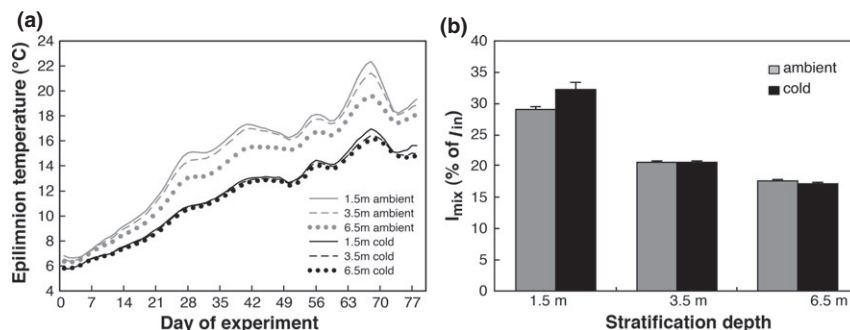 (a)
24
22
20
18
16
14
12
10
8
6
4
Epilimnion temperature (°C)
1.5m ambient
3.5m ambient
6.5m ambient
1.5m cold
3.5m cold
6.5m cold
0 7 14 21 28 35 42 49 56 63 70 77
Day of experiment
(b)
40
35
30
25
20
15
10
5
0
Imix (% of Iin)
ambient
cold
1.5 m 3.5 m 6.5 m
Stratification depth